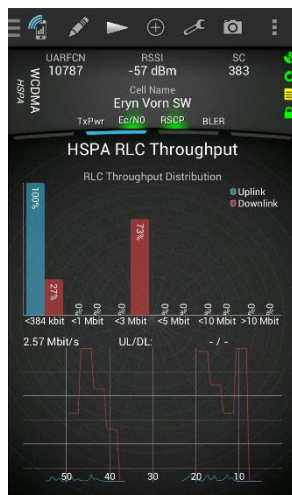 UARFCN RSSI SC
WCDMA
HSPA
10787 -57 dBm 383
Cell Name
Eryn Vorn SW
TxPwr Ec/N0 RSCP BLER
HSPA RLC Throughput
RLC Throughput Distribution
Uplink
Downlink
100% 27% 0% 0% 0% 73% 0% 0% 0% 0% 0% 0%
<384 kbit <1 Mbit <3 Mbit <5 Mbit <10 Mbit >10 Mbit
2.57 Mbit/s UL/DL: - / -
50 40 30 20 10